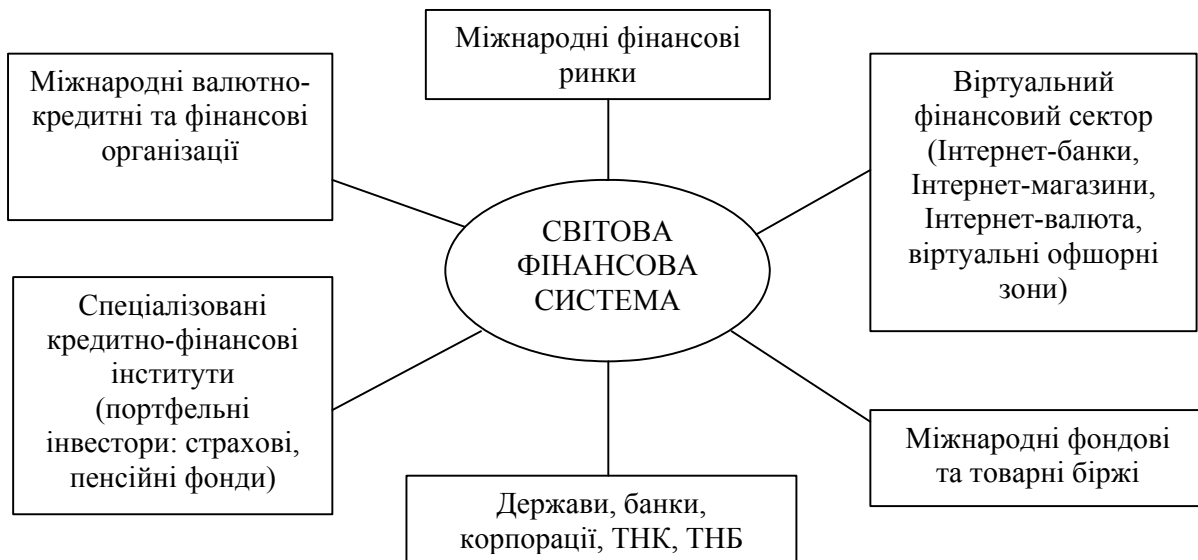 Міжнародні фінансові
ринки
Міжнародні валютно-
кредитні та фінансові
організації
Віртуальний
фінансовий сектор
(Інтернет-банки,
Інтернет-магазини,
Інтернет-валюта,
віртуальні офшорні
зони)
СВІТОВА
ФІНАНСОВА
СИСТЕМА
Спеціалізовані
кредитно-фінансові
інститути
(портфельні
інвестори: страхові,
пенсійні фонди)
Міжнародні фондові
та товарні біржі
Держави, банки,
корпорації, ТНК, ТНБ